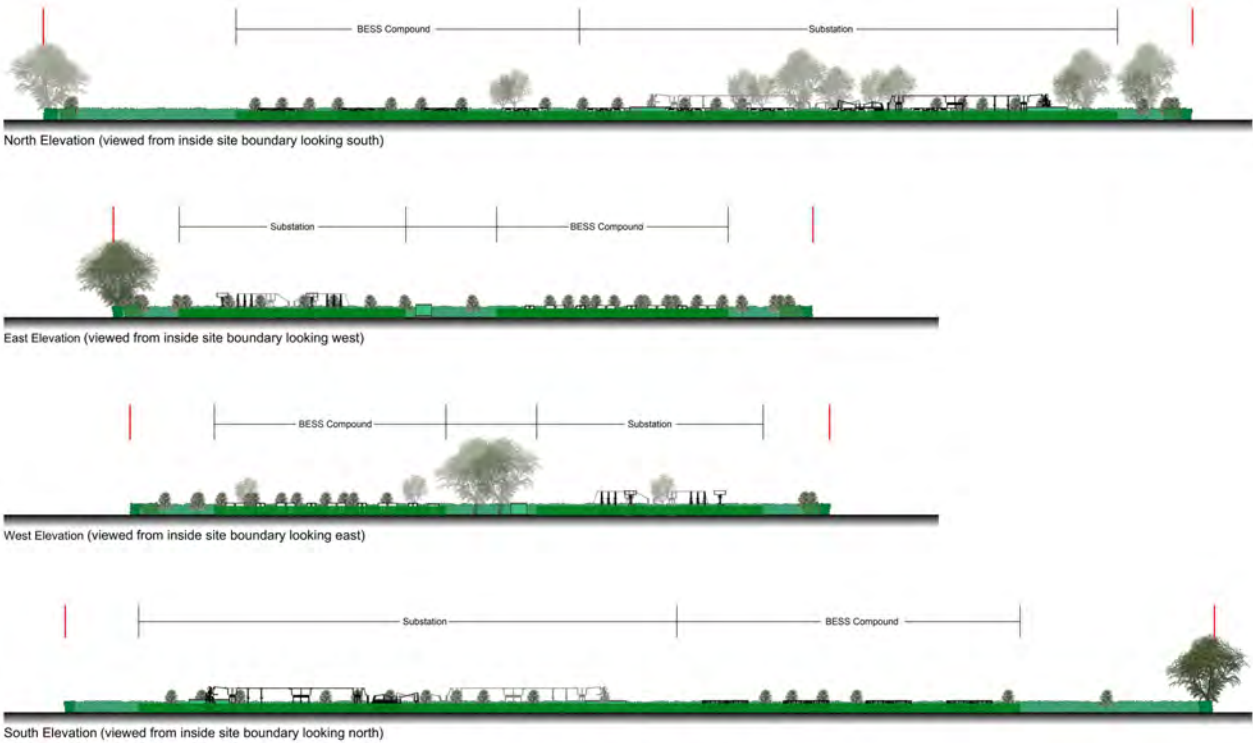 BESS Compound Substation
North Elevation (viewed from inside site boundary looking south)
Substation BESS Compound
East Elevation (viewed from inside site boundary looking west)
BESS Compound Substation
West Elevation (viewed from inside site boundary looking east)
Substation BESS Compound
South Elevation (viewed from inside site boundary looking north)